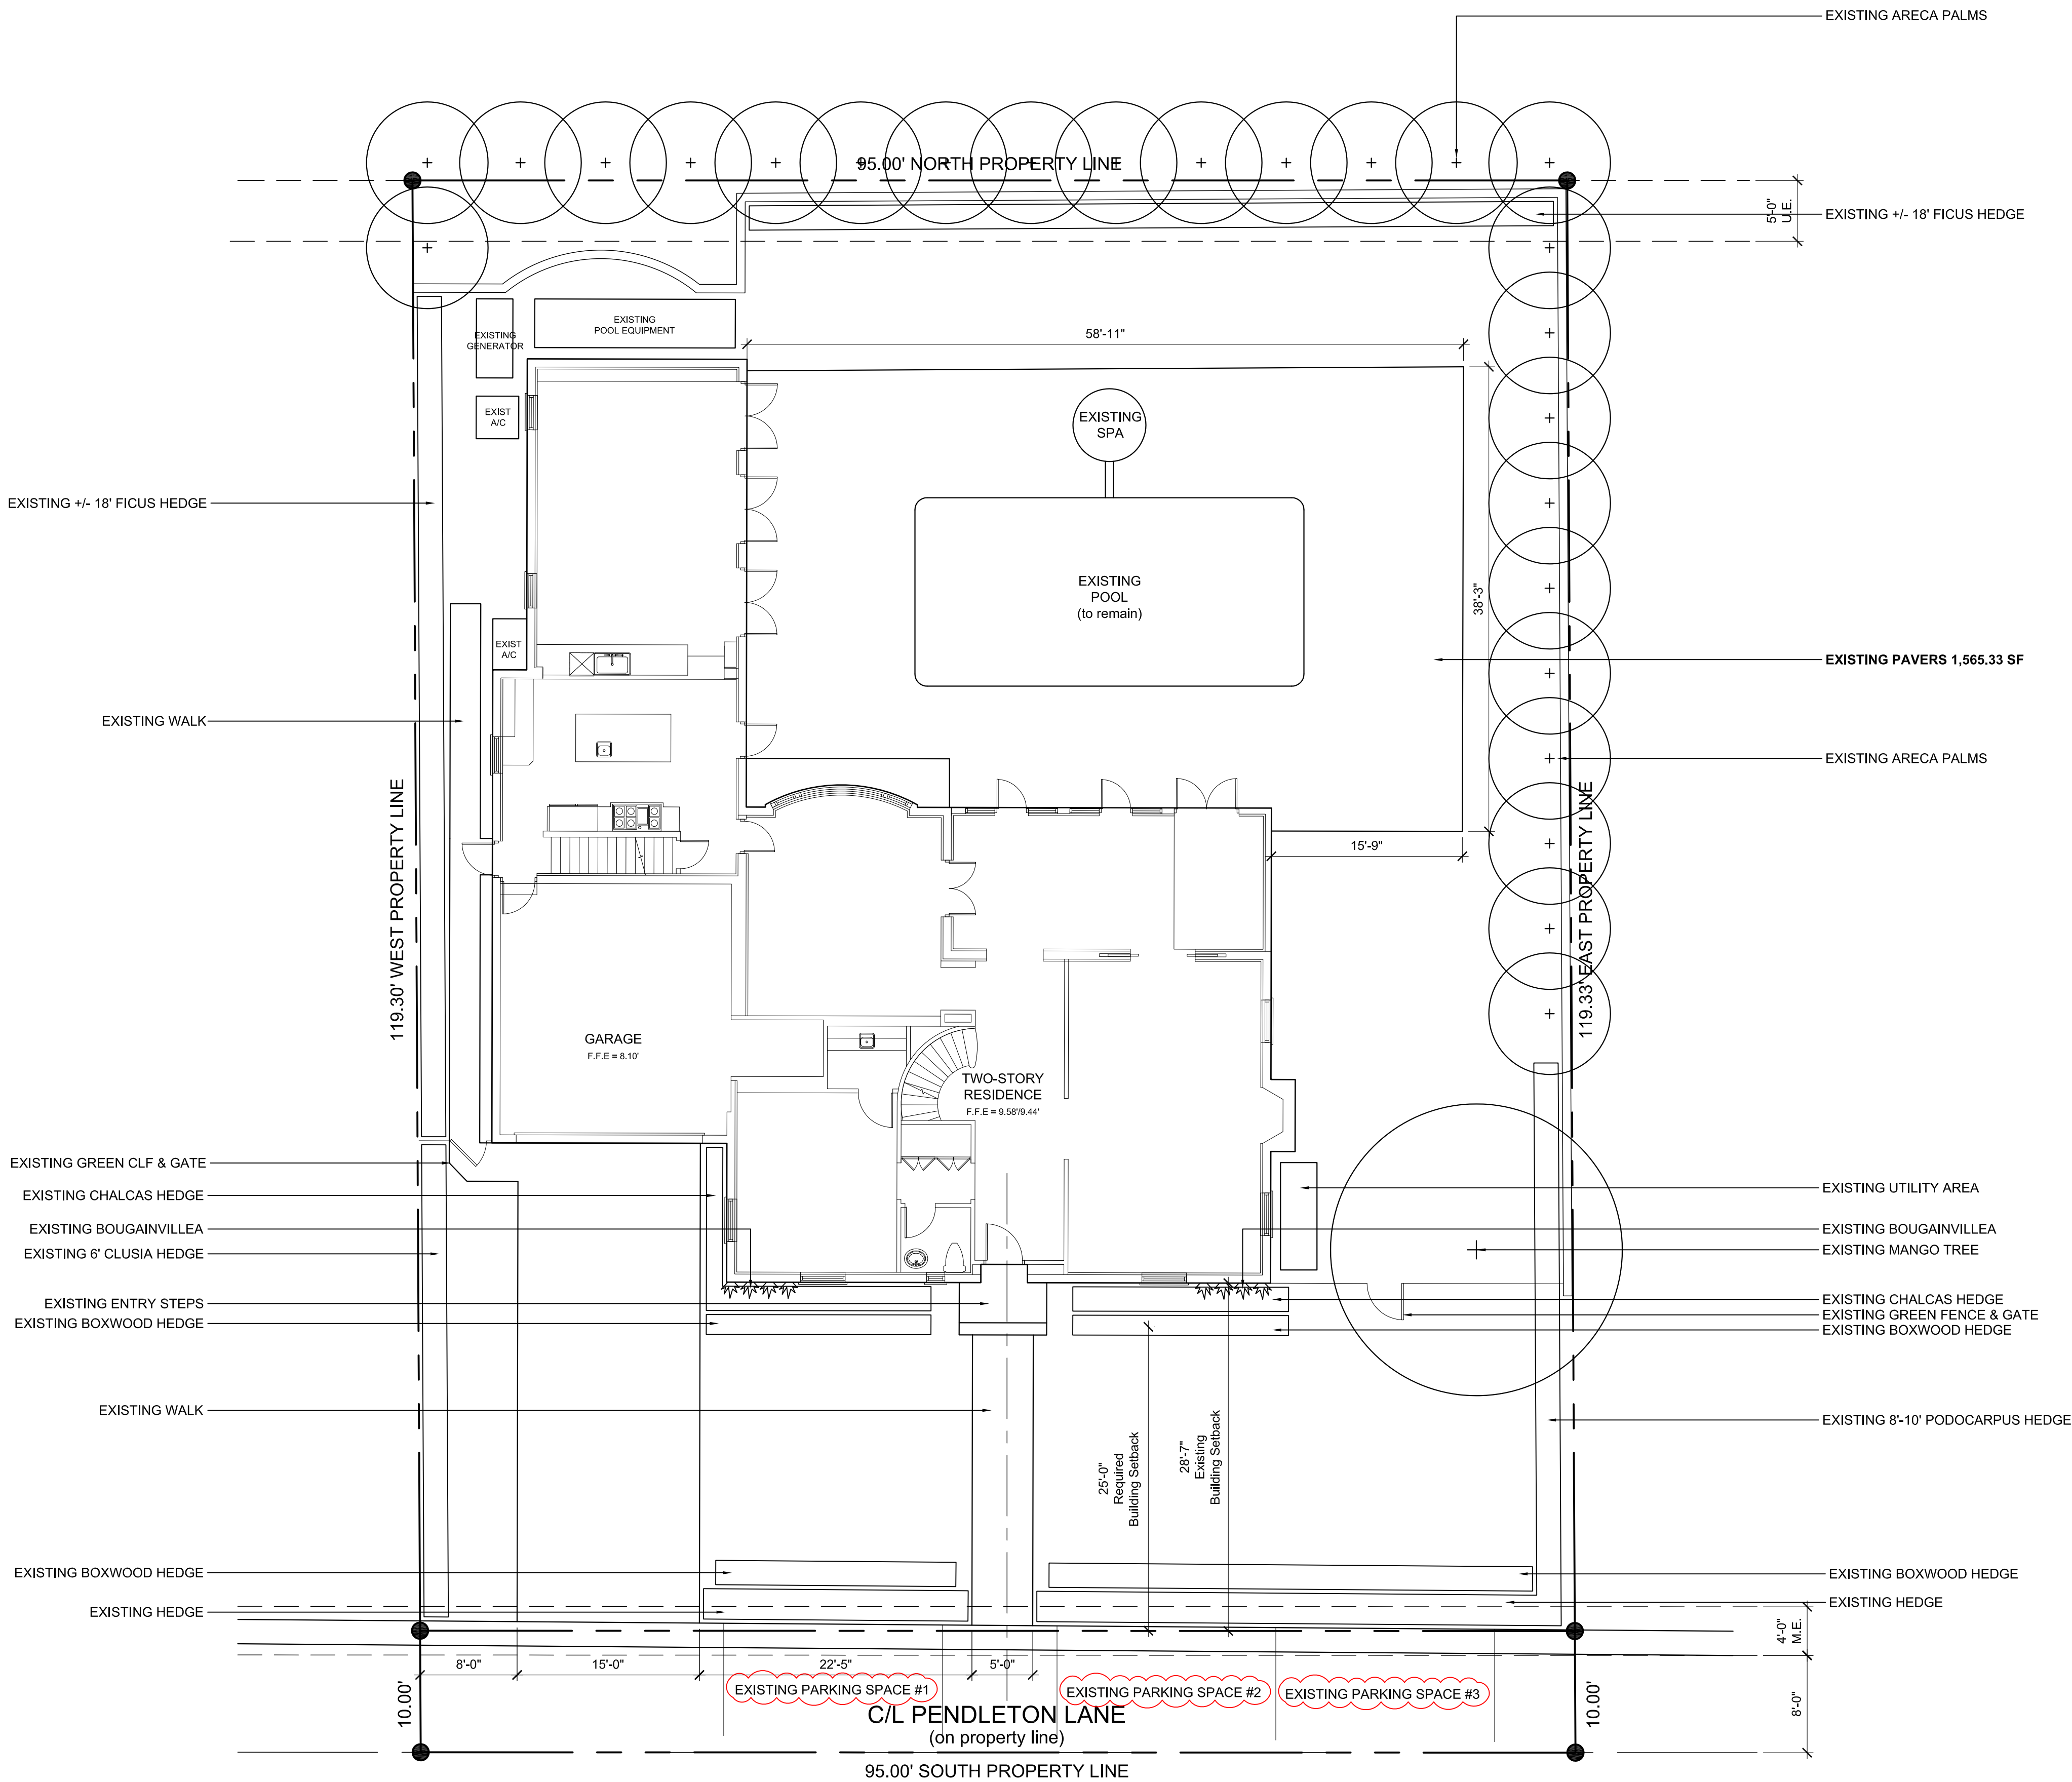 EXISTING ARECA PALMS
95.00' NORTH PROPERTY LINE
5'-0"
U.E.
EXISTING +/- 18' FICUS HEDGE
EXISTING
POOL EQUIPMENT
EXISTING
GENERATOR
58'-11"
EXIST
A/C
EXISTING
SPA
EXISTING +/- 18' FICUS HEDGE
EXISTING
POOL
(to remain)
38'-3"
EXIST
A/C
EXISTING PAVERS 1,565.33 SF
EXISTING WALK
EXISTING ARECA PALMS
15'-9"
119.30' WEST PROPERTY LINE
119.33' EAST PROPERTY LINE
GARAGE
F.F.E = 8.10'
TWO-STORY
RESIDENCE
F.F.E = 9.58'/9.44'
EXISTING GREEN CLF & GATE
EXISTING CHALCAS HEDGE
EXISTING BOUGAINVILLEA
EXISTING 6' CLUSIA HEDGE
EXISTING UTILITY AREA
EXISTING BOUGAINVILLEA
EXISTING MANGO TREE
EXISTING ENTRY STEPS
EXISTING BOXWOOD HEDGE
EXISTING CHALCAS HEDGE
EXISTING GREEN FENCE & GATE
EXISTING BOXWOOD HEDGE
EXISTING WALK
25'-0"
Required
Building Setback
28'-7"
Existing
Building Setback
EXISTING 8'-10' PODOCARPUS HEDGE
EXISTING BOXWOOD HEDGE
EXISTING HEDGE
EXISTING BOXWOOD HEDGE
EXISTING HEDGE
4'-0"
M.E.
8'-0"
15'-0"
22'-5"
5'-0"
EXISTING PARKING SPACE #1
EXISTING PARKING SPACE #2
EXISTING PARKING SPACE #3
10.00'
C/L PENDLETON LANE
(on property line)
10.00'
8'-0"
95.00' SOUTH PROPERTY LINE